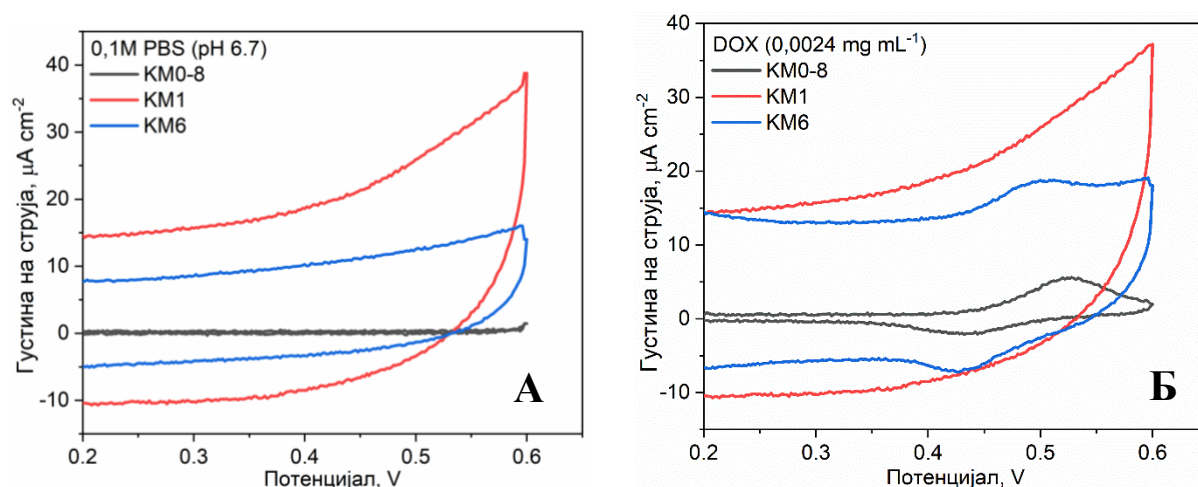 0,1M PBS (pH 6.7)
KM0-8
KM1
KM6
Густина на струја, µA cm⁻²
40
30
20
10
0
-10
0.2
0.3
0.4
0.5
0.6
Потенцијал, V
А
DOX (0,0024 mg mL⁻¹)
KM0-8
KM1
KM6
Густина на струја, µA cm⁻²
40
30
20
10
0
-10
0.2
0.3
0.4
0.5
0.6
Потенцијал, V
Б